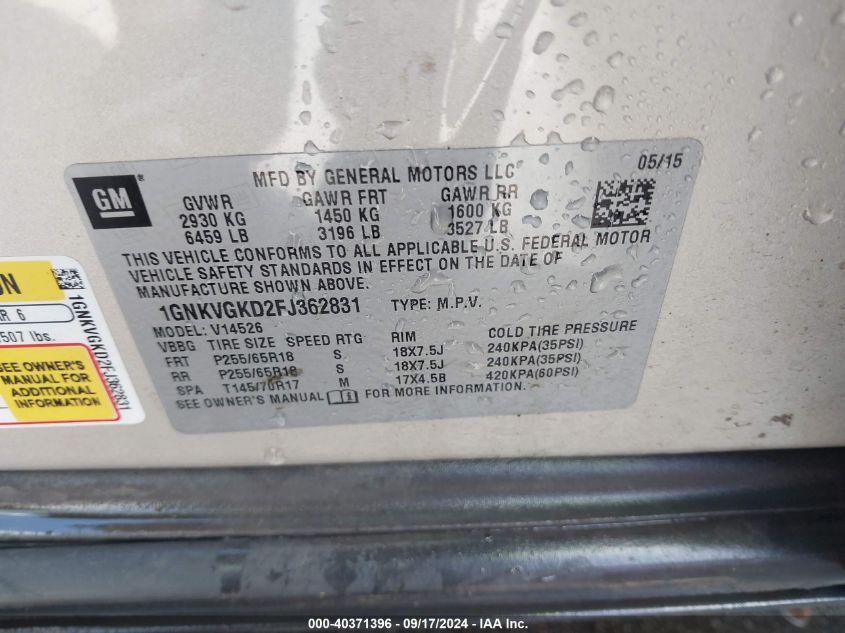 GM
MFD BY GENERAL MOTORS LLC
05/15
GVWR GAWR FRT GAWR RR
2930 KG 1450 KG 1600 KG
6459 LB 3196 LB 3527 LB
THIS VEHICLE CONFORMS TO ALL APPLICABLE U.S. FEDERAL MOTOR
VEHICLE SAFETY STANDARDS IN EFFECT ON THE DATE OF
MANUFACTURE SHOWN ABOVE.
1GNKVGKD2FJ362831 TYPE: M.P.V.
MODEL: V14526
VBBG TIRE SIZE SPEED RTG RIM COLD TIRE PRESSURE
FRT P255/65R18 S 18X7.5J 240KPA(35PSI)
RR P255/65R18 S 18X7.5J 240KPA(35PSI)
SPA T145/70R17 M 17X4.5B 420KPA(60PSI)
SEE OWNER'S MANUAL FOR MORE INFORMATION.
ON
R 6
507 lbs.
SEE OWNER'S
MANUAL FOR
ADDITIONAL
INFORMATION
1GNKVGKD2FJ362831
000-40371396 - 09/17/2024 - IAA Inc.